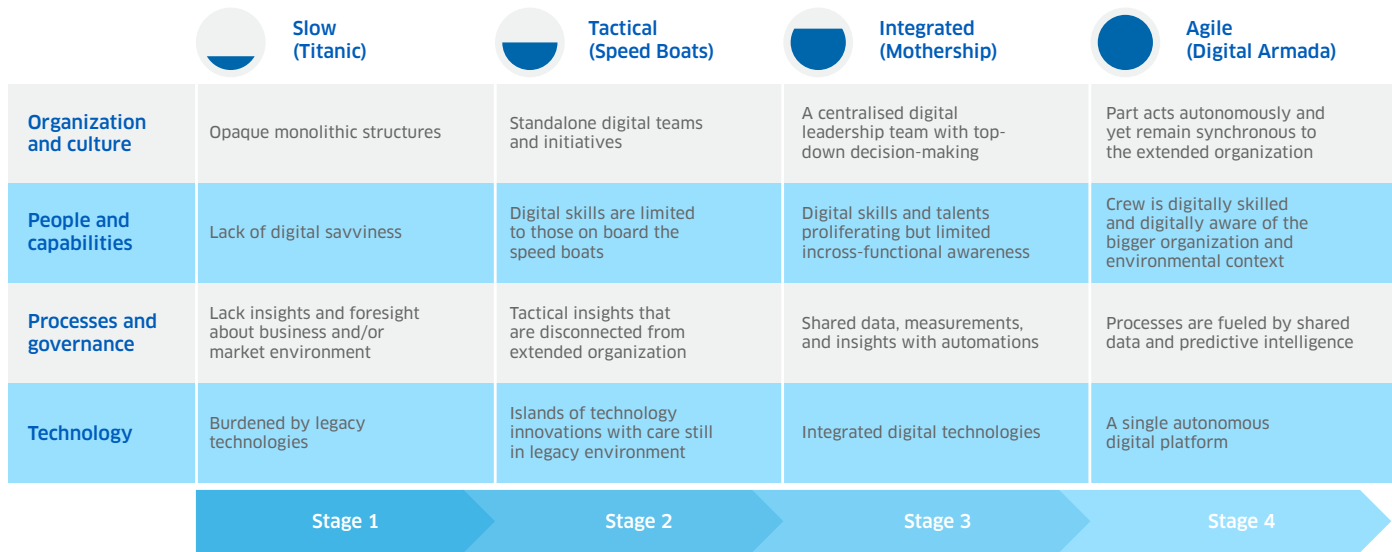 Slow
(Titanic)
Tactical
(Speed Boats)
Integrated
(Mothership)
Agile
(Digital Armada)
Organization
and culture
Opaque monolithic structures
Standalone digital teams
and initiatives
A centralised digital
leadership team with top-
down decision-making
Part acts autonomously and
yet remain synchronous to
the extended organization
People and
capabilities
Lack of digital savviness
Digital skills are limited
to those on board the
speed boats
Digital skills and talents
proliferating but limited
incross-functional awareness
Crew is digitally skilled
and digitally aware of the
bigger organization and
environmental context
Processes and
governance
Lack insights and foresight
about business and/or
market environment
Tactical insights that
are disconnected from
extended organization
Shared data, measurements,
and insights with automations
Processes are fueled by shared
data and predictive intelligence
Technology
Burdened by legacy
technologies
Islands of technology
innovations with care still
in legacy environment
Integrated digital technologies
A single autonomous
digital platform
Stage 1
Stage 2
Stage 3
Stage 4